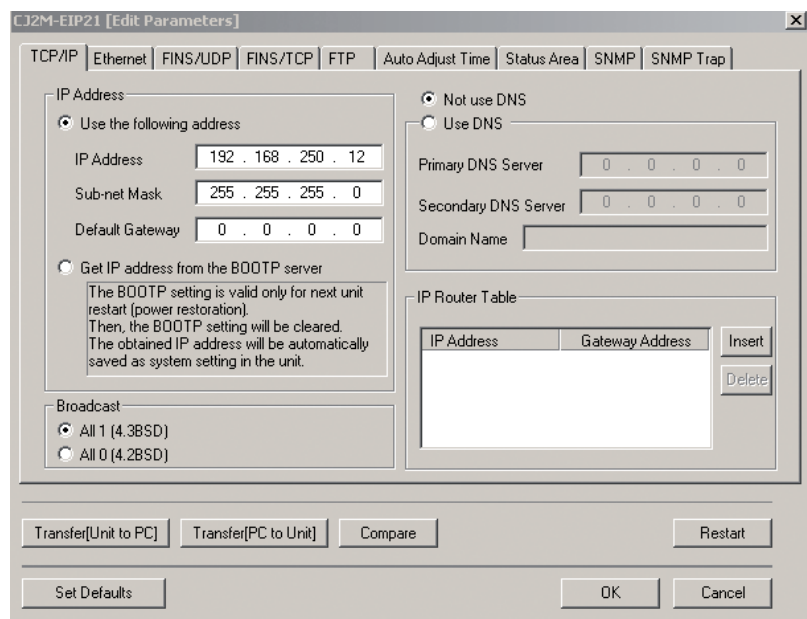 CJ2M-EIP21 [Edit Parameters]
TCP/IP Ethernet FINS/UDP FINS/TCP FTP Auto Adjust Time Status Area SNMP SNMP Trap
IP Address
Use the following address
IP Address 192 . 168 . 250 . 12
Sub-net Mask 255 . 255 . 255 . 0
Default Gateway 0 . 0 . 0 . 0
Get IP address from the BOOTP server
The BOOTP setting is valid only for next unit
restart (power restoration).
Then, the BOOTP setting will be cleared.
The obtained IP address will be automatically
saved as system setting in the unit.
Broadcast
All 1 (4.3BSD)
All 0 (4.2BSD)
Not use DNS
Use DNS
Primary DNS Server 0 . 0 . 0 . 0
Secondary DNS Server 0 . 0 . 0 . 0
Domain Name
IP Router Table
IP Address Gateway Address
Insert
Delete
Transfer[Unit to PC] Transfer[PC to Unit] Compare Restart
Set Defaults OK Cancel